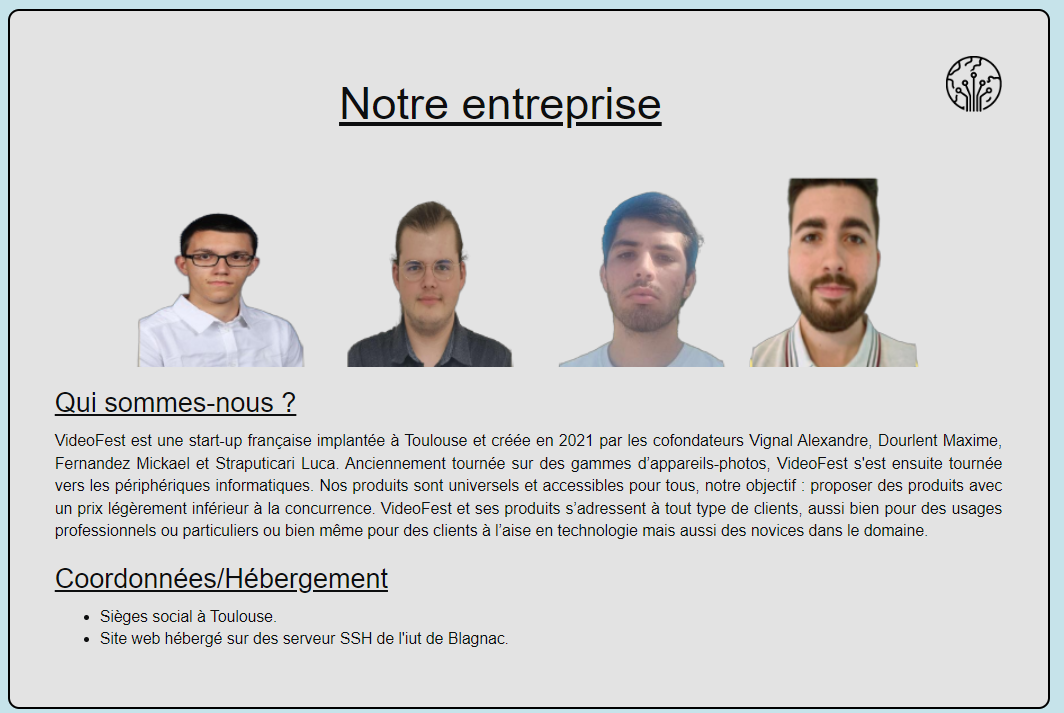 Notre entreprise
Qui sommes-nous ?
VideoFest est une start-up française implantée à Toulouse et créée en 2021 par les cofondateurs Vignal Alexandre, Dourlent Maxime,
Fernandez Mickael et Straputicari Luca. Anciennement tournée sur des gammes d’appareils-photos, VideoFest s'est ensuite tournée
vers les périphériques informatiques. Nos produits sont universels et accessibles pour tous, notre objectif : proposer des produits avec
un prix légèrement inférieur à la concurrence. VideoFest et ses produits s’adressent à tout type de clients, aussi bien pour des usages
professionnels ou particuliers ou bien même pour des clients à l’aise en technologie mais aussi des novices dans le domaine.
Coordonnées/Hébergement
• Sièges social à Toulouse.
• Site web hébergé sur des serveur SSH de l'iut de Blagnac.